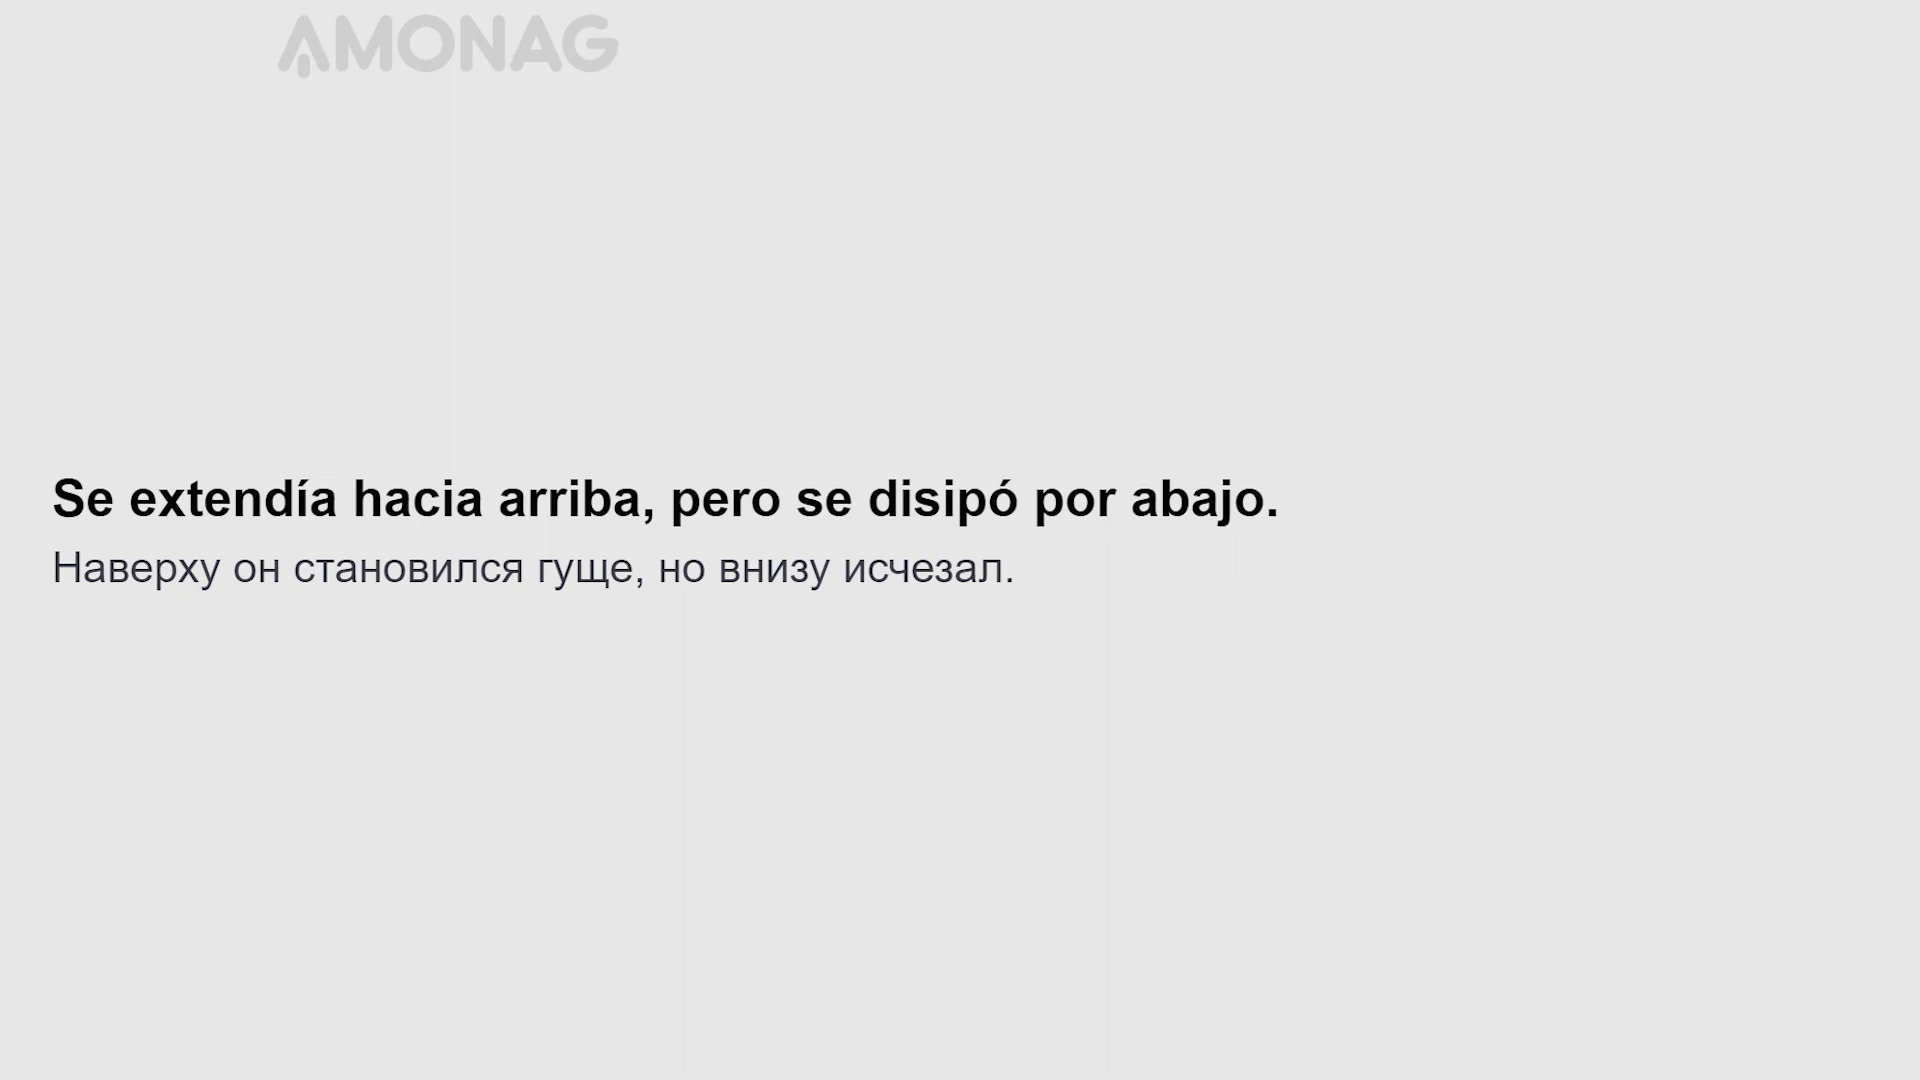 AMONAG
Se extendía hacia arriba, pero se disipó por abajo.
Наверху он становился гуще, но внизу исчезал.